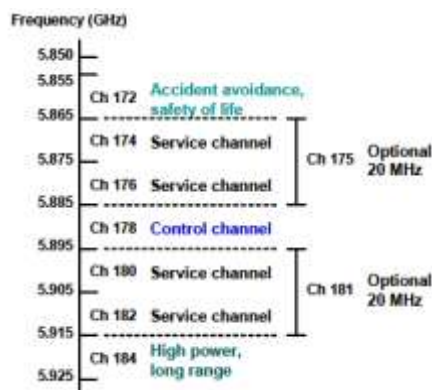 Frequency (GHz)
5.850
5.855
Ch 172 Accident avoidance,
safety of life
5.865
Ch 174 Service channel
Ch 175 Optional
20 MHz
5.875
Ch 176 Service channel
5.885
Ch 178 Control channel
5.895
Ch 180 Service channel
Ch 181 Optional
20 MHz
5.905
Ch 182 Service channel
5.915
Ch 184 High power,
long range
5.925